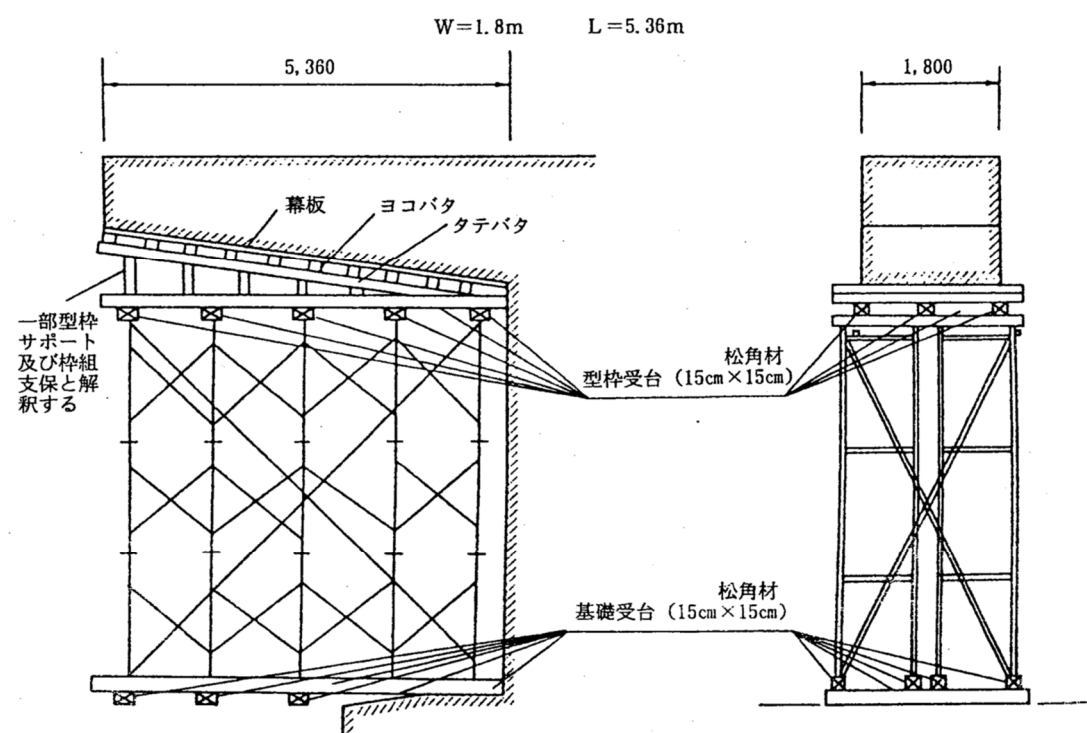 W=1.8m L=5.36m
5,360
1,800
幕板
ヨコバタ
タテバタ
一部型枠
サポート
及び枠組
支保と解
釈する
松角材
型枠受台(15cm×15cm)
松角材
基礎受台(15cm×15cm)